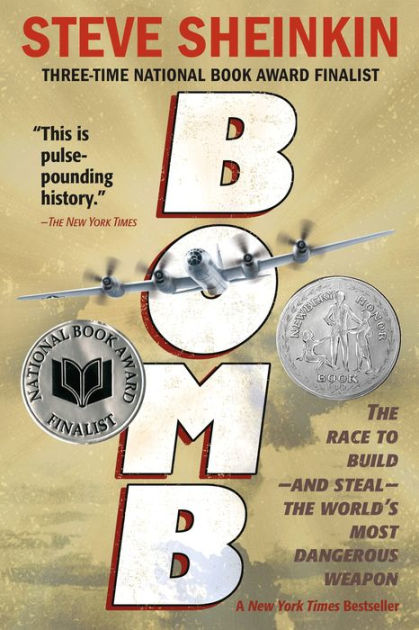 STEVE SHEINKIN
THREE-TIME NATIONAL BOOK AWARD FINALIST
“This is
pulse-
pounding
history.”
–THE NEW YORK TIMES
BOMB
NATIONAL BOOK AWARD
FINALIST
NEWBERY HONOR
BOOK
THE
RACE TO
BUILD
–AND STEAL–
THE WORLD’S
MOST
DANGEROUS
WEAPON
A New York Times Bestseller